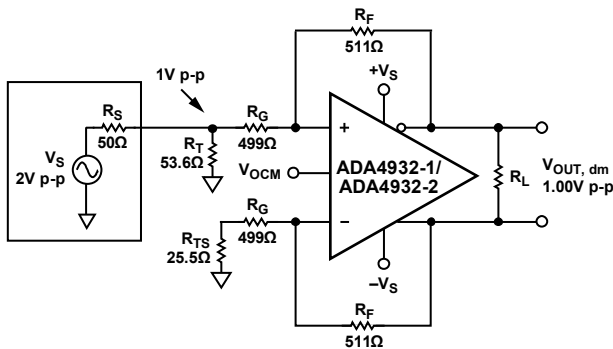 RF
511Ω
1V p-p
+VS
RS
50Ω
RG
499Ω
RT
53.6Ω
VS
2V p-p
VOCM
+
ADA4932-1/
ADA4932-2
RL
VOUT, dm
1.00V p-p
RG
499Ω
–
RTS
25.5Ω
–VS
RF
511Ω